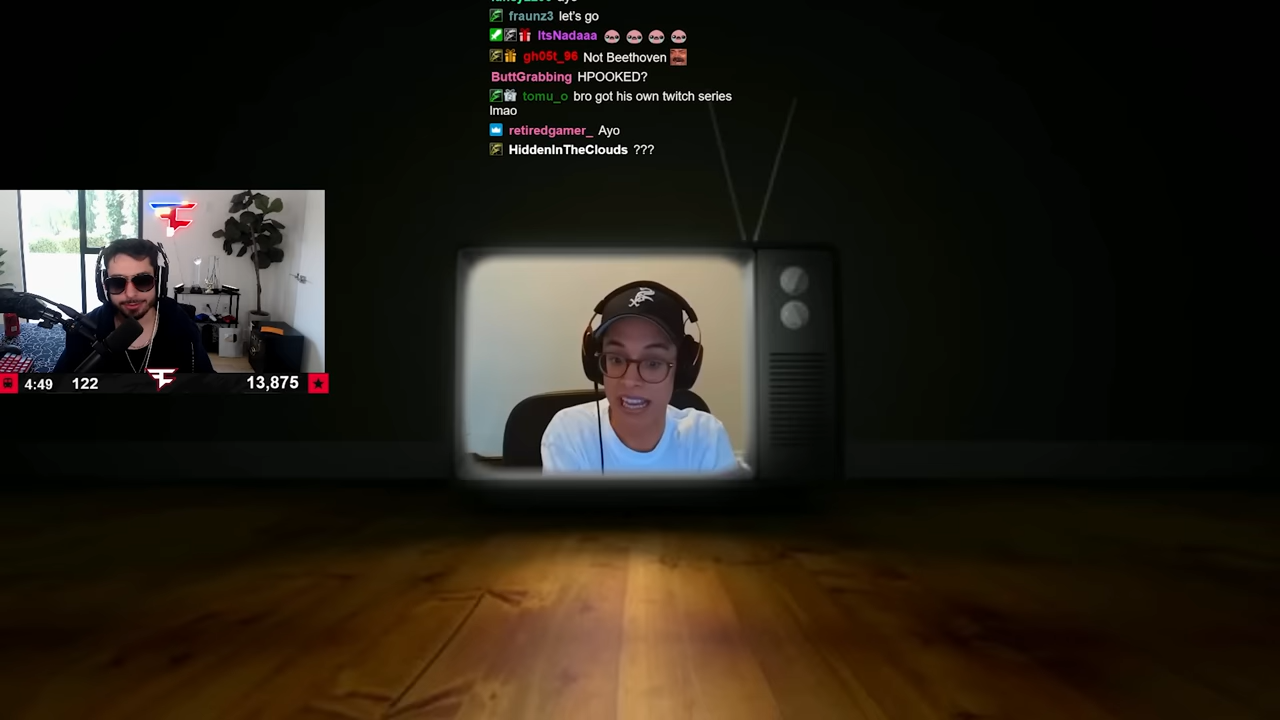 fraunz3 let's go
ItsNadaaa
gh05t_96 Not Beethoven
ButtGrabbing HPOOKED?
tomu_o bro got his own twitch series
lmao
retiredgamer_ Ayo
HiddenInTheClouds ???
4:49 122 13,875